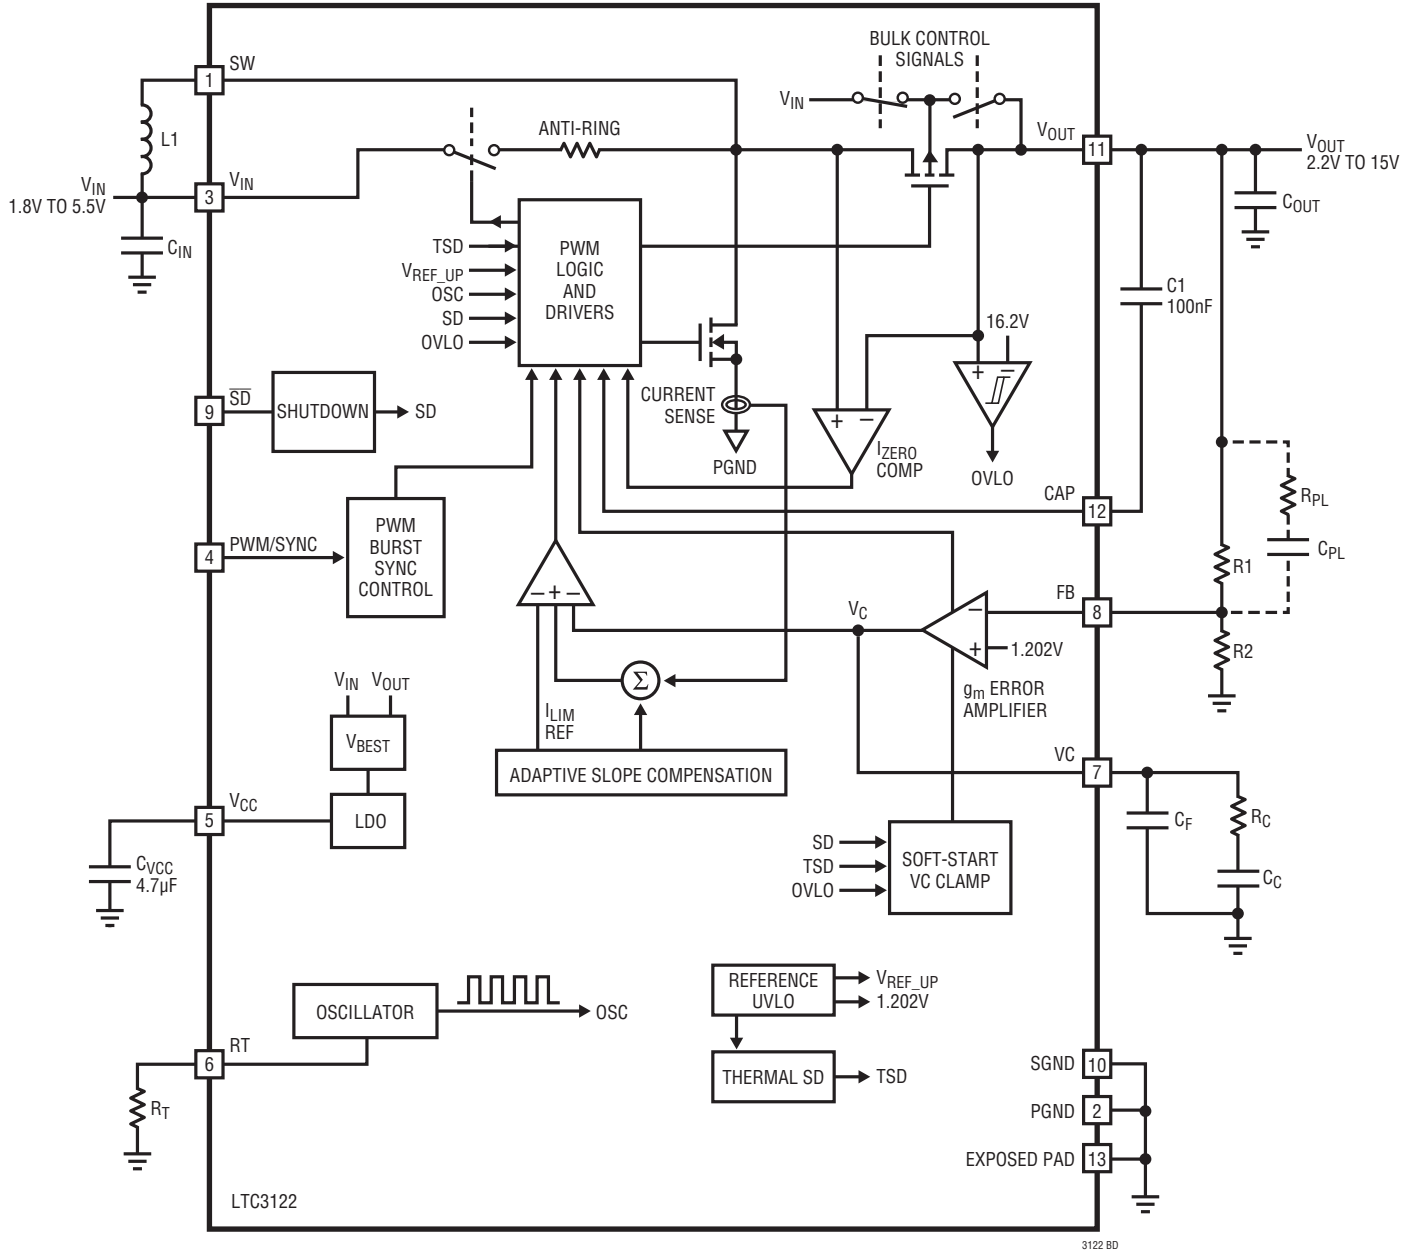 BULK CONTROL
SIGNALS
SW
1
VIN
L1
ANTI-RING
VOUT
11
VOUT
2.2V TO 15V
VIN
1.8V TO 5.5V
3
VIN
COUT
CIN
TSD
VREF_UP
OSC
SD
OVLO
PWM
LOGIC
AND
DRIVERS
C1
100nF
16.2V
+ –
CURRENT
SENSE
PGND
+ –
IZERO
COMP
OVLO
9
SD
SHUTDOWN
SD
CAP
12
RPL
CPL
4
PWM/SYNC
PWM
BURST
SYNC
CONTROL
– + –
VC
–
+
1.202V
gm ERROR
AMPLIFIER
FB
8
R1
R2
Σ
ILIM
REF
ADAPTIVE SLOPE COMPENSATION
VIN VOUT
VBEST
LDO
VCC
5
CVCC
4.7µF
VC
7
CF
RC
CC
SD
TSD
OVLO
SOFT-START
VC CLAMP
OSCILLATOR
OSC
REFERENCE
UVLO
VREF_UP
1.202V
THERMAL SD
TSD
RT
6
RT
SGND
10
PGND
2
EXPOSED PAD
13
LTC3122
3122 BD